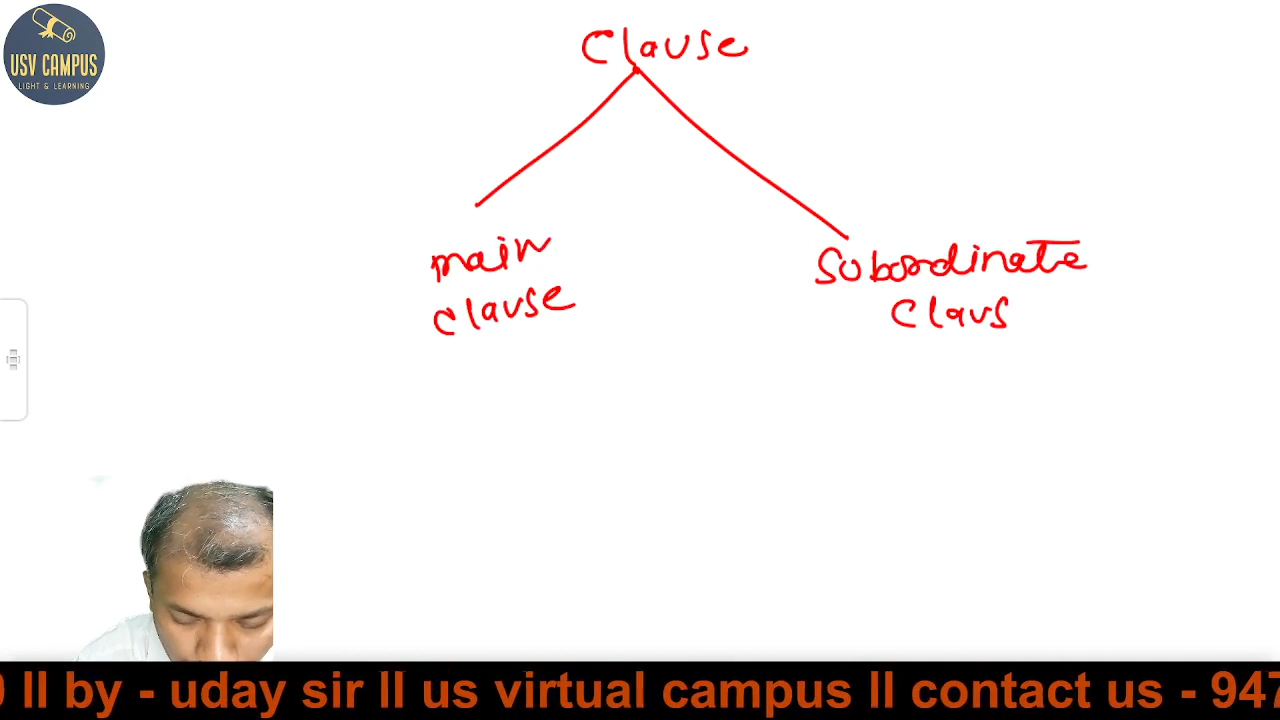 USV CAMPUS
LIGHT & LEARNING
Clause
main
clause
Subordinate
Claus
ll by - uday sir ll us virtual campus ll contact us - 947